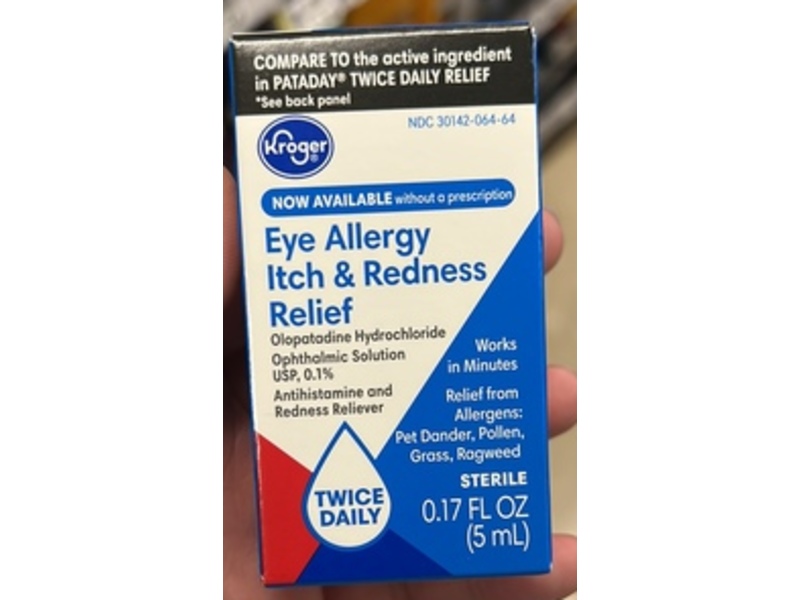 COMPARE TO the active ingredient
in PATADAY® TWICE DAILY RELIEF
*See back panel
NDC 30142-064-64
Kroger®
NOW AVAILABLE without a prescription
Eye Allergy
Itch & Redness
Relief
Olopatadine Hydrochloride
Ophthalmic Solution
USP, 0.1%
Antihistamine and
Redness Reliever
Works
in Minutes
Relief from
Allergens:
Pet Dander, Pollen,
Grass, Ragweed
TWICE
DAILY
STERILE
0.17 FL OZ
(5 mL)